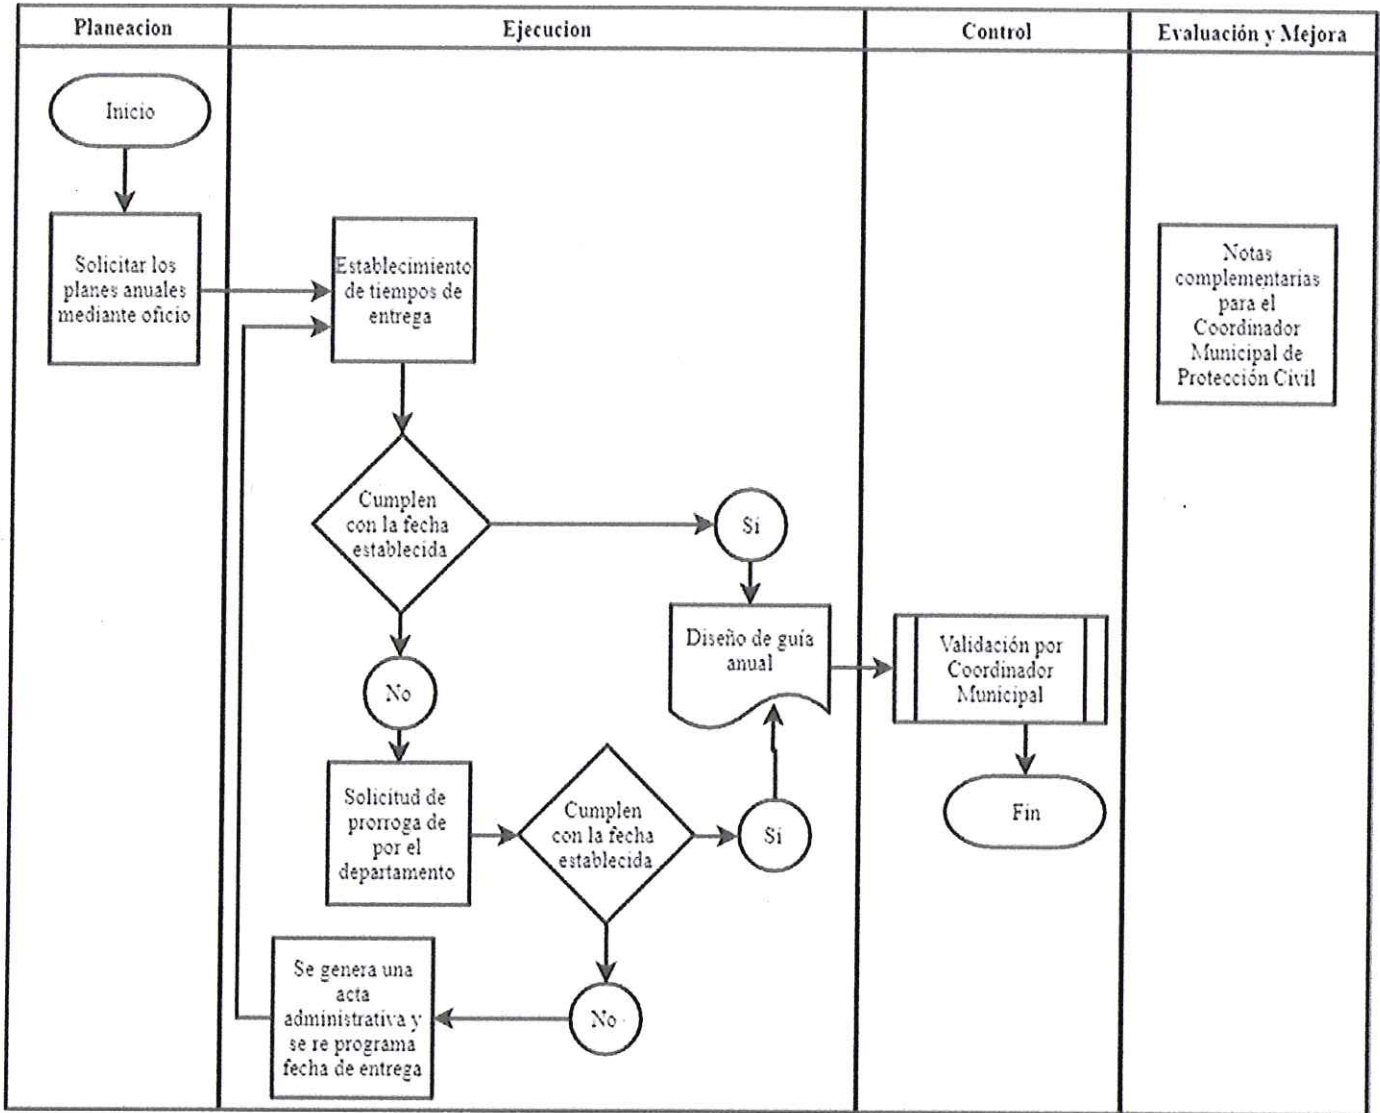 Planeacion
Ejecucion
Control
Evaluación y Mejora
Inicio
Solicitar los
planes anuales
mediante oficio
Establecimiento
de tiempos de
entrega
Notas
complementarias
para el
Coordinador
Municipal de
Protección Civil
Cumplen
con la fecha
establecida
Si
Diseño de guía
anual
Validación por
Coordinador
Municipal
No
Solicitud de
prorroga de
por el
departamento
Cumplen
con la fecha
establecida
Si
Fin
Se genera una
acta
administrativa y
se re programa
fecha de entrega
No